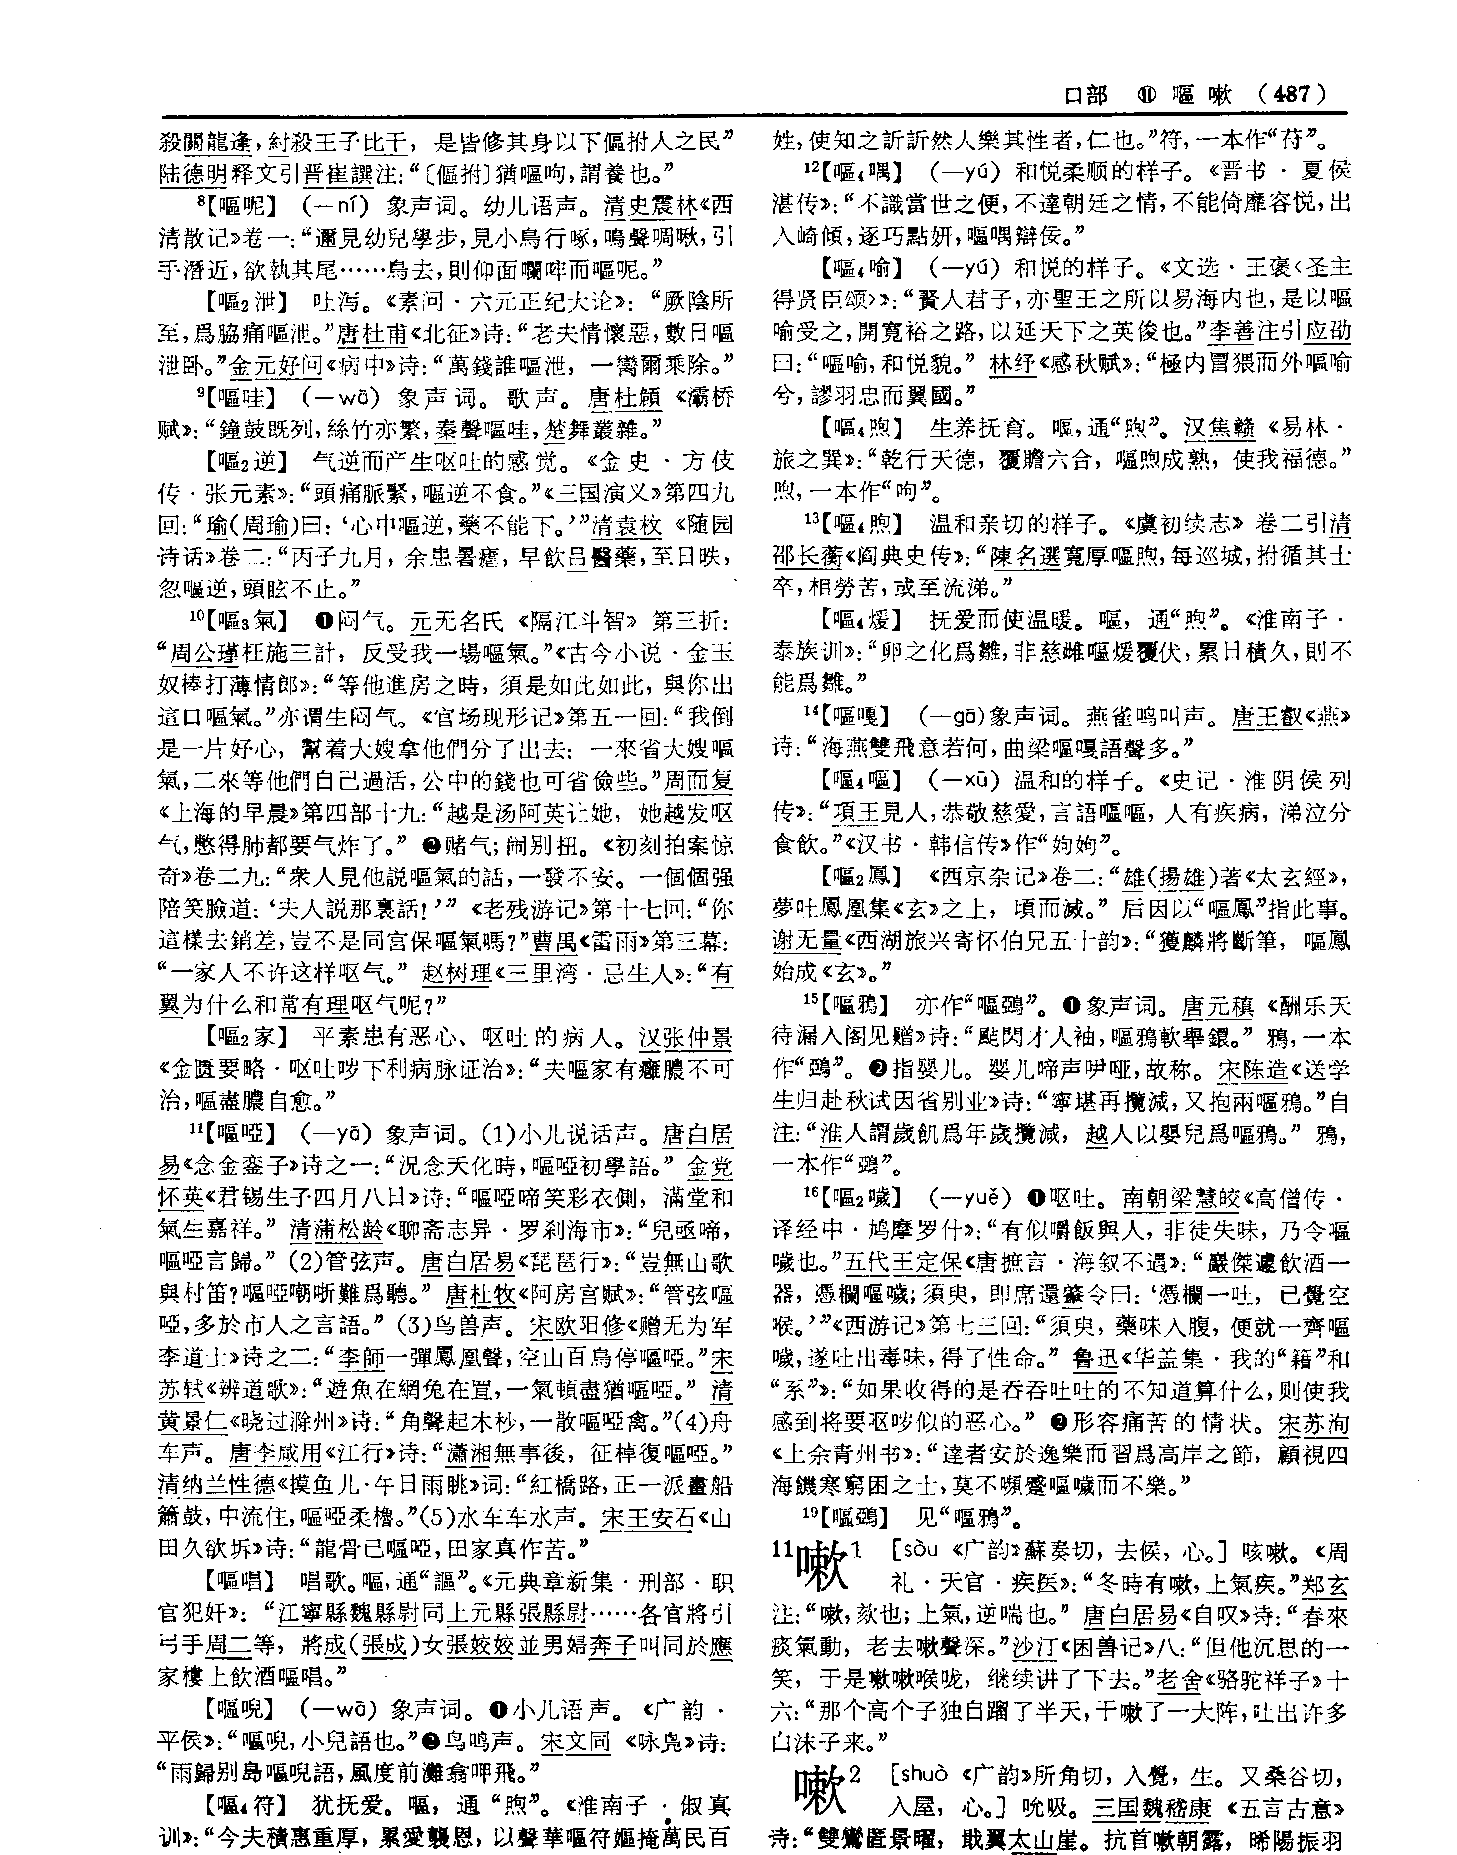 口部 ⑪ 嘔 嗽 （487）
殺關龍逢，紂殺王子比干，是皆修其身以下傴拊人之民”
陆德明释文引晋崔譔注：“〔傴拊〕猶嘔呴，謂養也。”
⁸【嘔呢】 （—ní） 象声词。幼儿语声。清史震林《西
清散记》卷一：“邇見幼兒學步，見小鳥行啄，鳴聲啁啾，引
手潛近，欲執其尾……鳥去，則仰面嘓啐而嘔呢。”
【嘔₂泄】 吐泻。《素问·六元正纪大论》：“厥陰所
至，爲脇痛嘔泄。”唐杜甫《北征》诗：“老夫情懷惡，數日嘔
泄卧。”金元好问《病中》诗：“萬錢誰嘔泄，一臠爾乘除。”
⁹【嘔哇】 （—wā） 象声词。歌声。唐杜頠《灞桥
赋》：“鐘鼓既列，絲竹亦繁，秦聲嘔哇，楚舞叢雜。”
【嘔₂逆】 气逆而产生呕吐的感觉。《金史·方伎
传·张元素》：“頭痛脈緊，嘔逆不食。”《三国演义》第四九
回：“瑜(周瑜)曰：‘心中嘔逆，藥不能下。’”清袁枚《随园
诗话》卷二：“丙子九月，余患暑瘧，早飲吕醫藥，至日昳，
忽嘔逆，頭眩不止。”
¹⁰【嘔₃氣】 ❶闷气。元无名氏《隔江斗智》第三折：
“周公瑾枉施三計，反受我一場嘔氣。”《古今小说·金玉
奴棒打薄情郎》：“等他進房之時，須是如此如此，與你出
這口嘔氣。”亦谓生闷气。《官场现形记》第五一回：“我倒
是一片好心，幫着大嫂拿他們分了出去：一來省大嫂嘔
氣，二來等他們自己過活，公中的錢也可省儉些。”周而复
《上海的早晨》第四部十九：“越是汤阿英让她，她越发呕
气，憋得肺都要气炸了。” ❷赌气；闹别扭。《初刻拍案惊
奇》卷二九：“衆人見他説嘔氣的話，一發不安。一個個强
陪笑臉道：‘夫人説那裏話！’”《老残游记》第十七回：“你
這樣去銷差，豈不是同宫保嘔氣嗎？”曹禺《雷雨》第三幕：
“一家人不许这样呕气。”赵树理《三里湾·忌生人》：“有
翼为什么和常有理呕气呢？”
【嘔₂家】 平素患有恶心、呕吐的病人。汉张仲景
《金匮要略·呕吐哕下利病脉证治》：“夫嘔家有癰膿不可
治，嘔盡膿自愈。”
¹¹【嘔啞】 （—yā） 象声词。(1)小儿说话声。唐白居
易《念金銮子》诗之一：“況念夭化時，嘔啞初學語。”金党
怀英《君锡生子四月八日》诗：“嘔啞啼笑彩衣側，滿堂和
氣生嘉祥。”清蒲松龄《聊斋志异·罗刹海市》：“兒亟啼，
嘔啞言歸。”(2)管弦声。唐白居易《琵琶行》：“豈無山歌
與村笛？嘔啞嘲哳難爲聽。”唐杜牧《阿房宫赋》：“管弦嘔
啞，多於市人之言語。”(3)鸟兽声。宋欧阳修《赠无为军
李道士》诗之二：“李師一彈鳳凰聲，空山百鳥停嘔啞。”宋
苏轼《辨道歌》：“遊魚在網兔在罝，一氣頓盡猶嘔啞。”清
黄景仁《晓过滁州》诗：“角聲起木杪，一散嘔啞禽。”(4)舟
车声。唐李咸用《江行》诗：“瀟湘無事後，征棹復嘔啞。”
清纳兰性德《摸鱼儿·午日雨眺》词：“紅橋路，正一派畫船
簫鼓，中流住，嘔啞柔櫓。”(5)水车车水声。宋王安石《山
田久欲坼》诗：“龍骨已嘔啞，田家真作苦。”
【嘔唱】 唱歌。嘔，通“謳”。《元典章新集·刑部·职
官犯奸》：“江寧縣魏縣尉同上元縣張縣尉……各官將引
弓手周二等，將成(張成)女張姣姣並男婦奔子叫同於應
家樓上飲酒嘔唱。”
【嘔唲】 （—wā） 象声词。❶小儿语声。《广韵·
平侯》：“嘔唲，小兒語也。”❷鸟鸣声。宋文同《咏凫》诗：
“雨歸别島嘔唲語，風度前灘翕呷飛。”
【嘔₄符】 犹抚爱。嘔，通“煦”。《淮南子·俶真
训》：“今夫積惠重厚，累愛襲恩，以聲華嘔符嫗掩萬民百
姓，使知之訢訢然人樂其性者，仁也。”符，一本作“苻”。
¹²【嘔₄喁】 （—yú） 和悦柔顺的样子。《晋书·夏侯
湛传》：“不識當世之便，不達朝廷之情，不能倚靡容悦，出
入崎傾，逐巧點妍，嘔喁辯佞。”
【嘔₄喻】 （—yú） 和悦的样子。《文选·王褒〈圣主
得贤臣颂〉》：“賢人君子，亦聖王之所以易海内也，是以嘔
喻受之，開寬裕之路，以延天下之英俊也。”李善注引应劭
曰：“嘔喻，和悦貌。”林纾《感秋赋》：“極内冒猥而外嘔喻
兮，謬羽忠而翼國。”
【嘔₄煦】 生养抚育。嘔，通“煦”。汉焦赣《易林·
旅之巽》：“乾行天德，覆贍六合，嘔煦成熟，使我福德。”
煦，一本作“呴”。
¹³【嘔₄煦】 温和亲切的样子。《虞初续志》卷二引清
邵长蘅《阎典史传》：“陳名選寬厚嘔煦，每巡城，拊循其士
卒，相勞苦，或至流涕。”
【嘔₄煖】 抚爱而使温暖。嘔，通“煦”。《淮南子·
泰族训》：“卵之化爲雛，非慈雌嘔煖覆伏，累日積久，則不
能爲雛。”
¹⁴【嘔嘎】 （—gā）象声词。燕雀鸣叫声。唐王叡《燕》
诗：“海燕雙飛意若何，曲梁嘔嘎語聲多。”
【嘔₄嘔】 （—xū） 温和的样子。《史记·淮阴侯列
传》：“項王見人，恭敬慈愛，言語嘔嘔，人有疾病，涕泣分
食飲。”《汉书·韩信传》作“姁姁”。
【嘔₂鳳】 《西京杂记》卷二：“雄(揚雄)著《太玄經》，
夢吐鳳凰集《玄》之上，頃而滅。”后因以“嘔鳳”指此事。
谢无量《西湖旅兴寄怀伯兄五十韵》：“獲麟將斷筆，嘔鳳
始成《玄》。”
¹⁵【嘔鴉】 亦作“嘔鵶”。❶象声词。唐元稹《酬乐天
待漏入阁见赠》诗：“颭閃才人袖，嘔鴉軟轝鐶。”鴉，一本
作“鵶”。❷指婴儿。婴儿啼声咿哑，故称。宋陈造《送学
生归赴秋试因省别业》诗：“寧堪再攪減，又抱兩嘔鴉。”自
注：“淮人謂歲飢爲年歲攪減，越人以嬰兒爲嘔鴉。”鴉，
一本作“鵶”。
¹⁶【嘔₂噦】 （—yuě） ❶呕吐。南朝梁慧皎《高僧传·
译经中·鸠摩罗什》：“有似嚼飯與人，非徒失味，乃令嘔
噦也。”五代王定保《唐摭言·海叙不遇》：“巖傑遽飲酒一
器，憑欄嘔噦；須臾，即席還蘩令曰：‘憑欄一吐，已覺空
喉。’”《西游记》第七三回：“須臾，藥味入腹，便就一齊嘔
噦，遂吐出毒味，得了性命。”鲁迅《华盖集·我的“籍”和
“系”》：“如果收得的是吞吞吐吐的不知道算什么，则使我
感到将要呕哕似的恶心。” ❷形容痛苦的情状。宋苏洵
《上余青州书》：“達者安於逸樂而習爲高岸之節，顧視四
海饑寒窮困之士，莫不嚬蹙嘔噦而不樂。”
¹⁹【嘔鵶】 见“嘔鴉”。
11嗽1 ［sòu 《广韵》蘇奏切，去候，心。］咳嗽。《周
礼·天官·疾医》：“冬時有嗽，上氣疾。”郑玄
注：“嗽，欬也；上氣，逆喘也。”唐白居易《自叹》诗：“春來
痰氣動，老去嗽聲深。”沙汀《困兽记》八：“但他沉思的一
笑，于是嗽嗽喉咙，继续讲了下去。”老舍《骆驼祥子》十
六：“那个高个子独自蹓了半天，干嗽了一大阵，吐出许多
白沫子来。”
嗽2 ［shuò 《广韵》所角切，入覺，生。又桑谷切，
入屋，心。］吮吸。三国魏嵇康《五言古意》
诗：“雙鸞匿景曜，戢翼太山崖。抗首嗽朝露，晞陽振羽